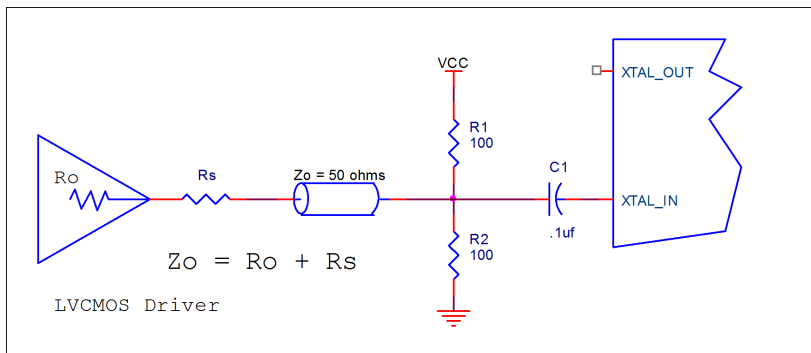 VCC
XTAL_OUT
R1
100
Ro
Rs
Zo = 50 ohms
C1
XTAL_IN
.1uf
R2
100
Zo = Ro + Rs
LVCMOS Driver